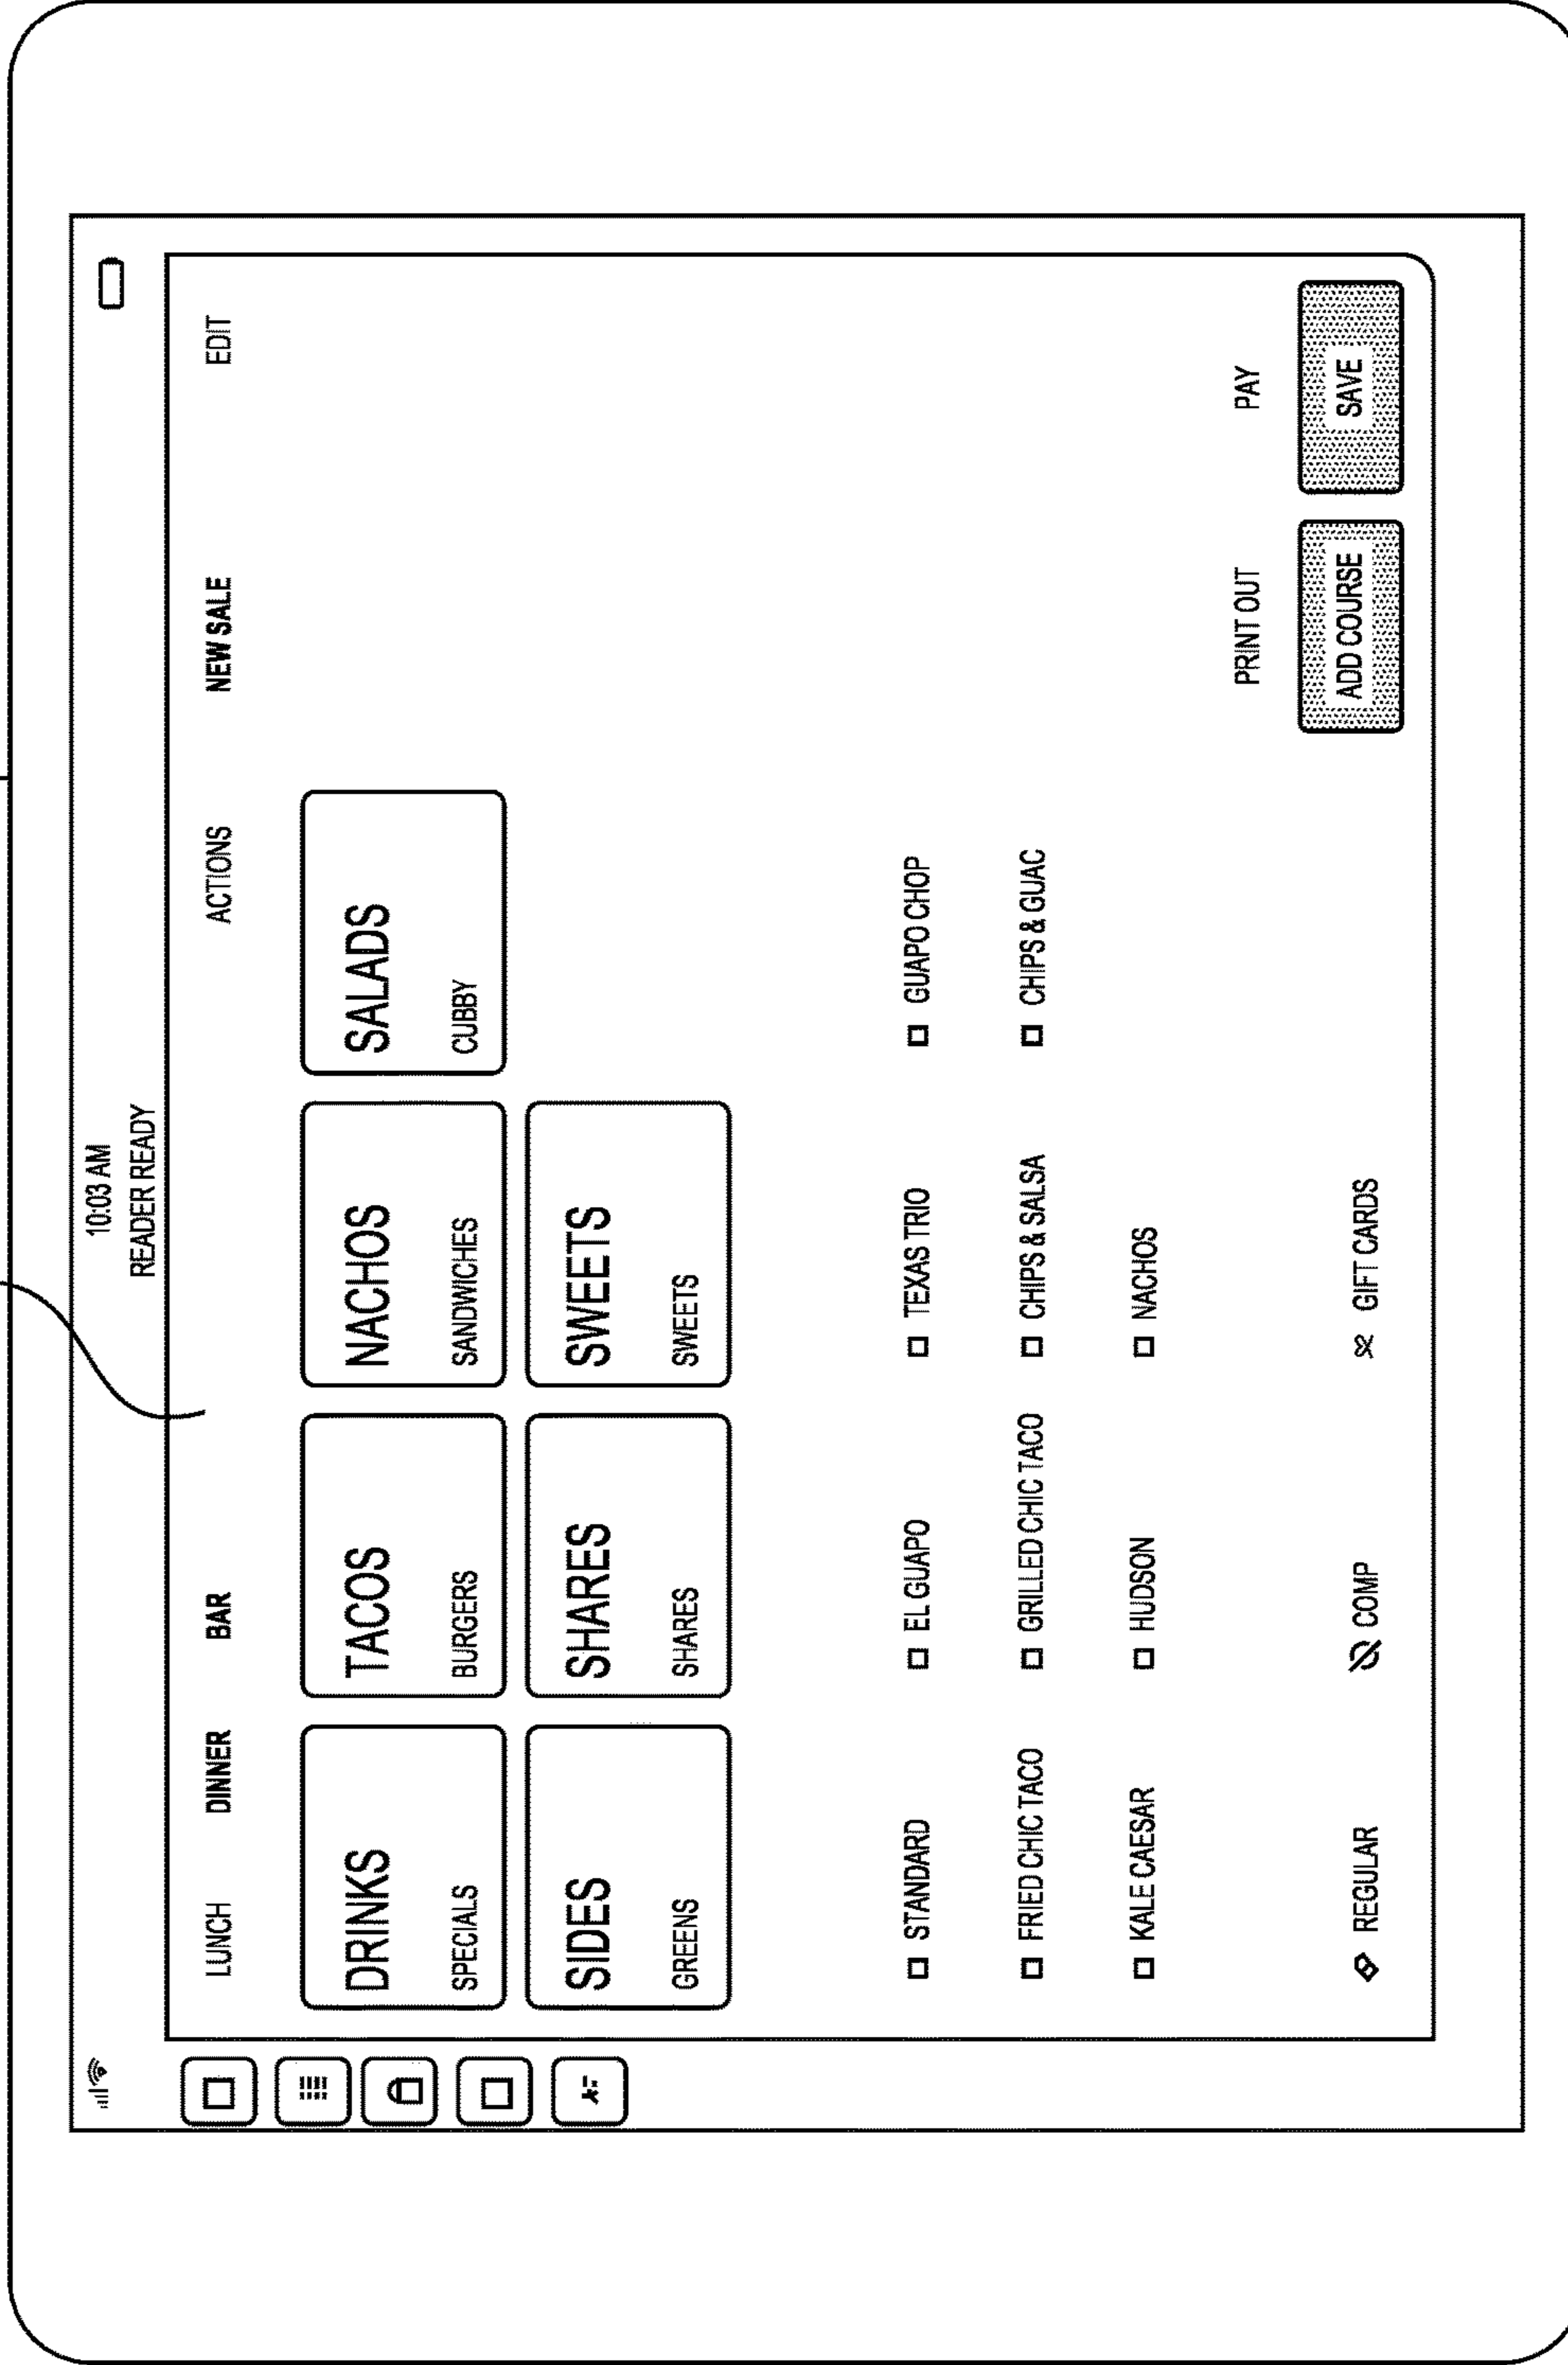 10:03 AM
READER READY
LUNCH DINNER BAR ACTIONS NEW SALE EDIT
DRINKS TACOS NACHOS SALADS
SPECIALS BURGERS SANDWICHES CUBBY
SIDES SHARES SWEETS
GREENS SHARES SWEETS
STANDARD EL GUAPO TEXAS TRIO GUAPO CHOP
FRIED CHIC TACO GRILLED CHIC TACO CHIPS & SALSA CHIPS & GUAC
KALE CAESAR HUDSON NACHOS
PRINT OUT PAY
REGULAR COMP GIFT CARDS ADD COURSE SAVE